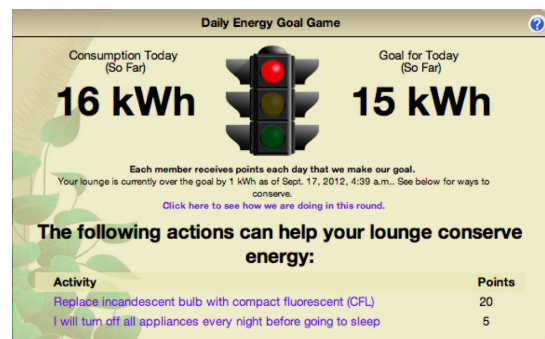 Daily Energy Goal Game
?
Consumption Today
(So Far)
16 kWh
Goal for Today
(So Far)
15 kWh
Each member receives points each day that we make our goal.
Your lounge is currently over the goal by 1 kWh as of Sept. 17, 2012, 4:39 a.m.. See below for ways to
conserve.
Click here to see how we are doing in this round.
The following actions can help your lounge conserve
energy:
Activity Points
Replace incandescent bulb with compact fluorescent (CFL) 20
I will turn off all appliances every night before going to sleep 5